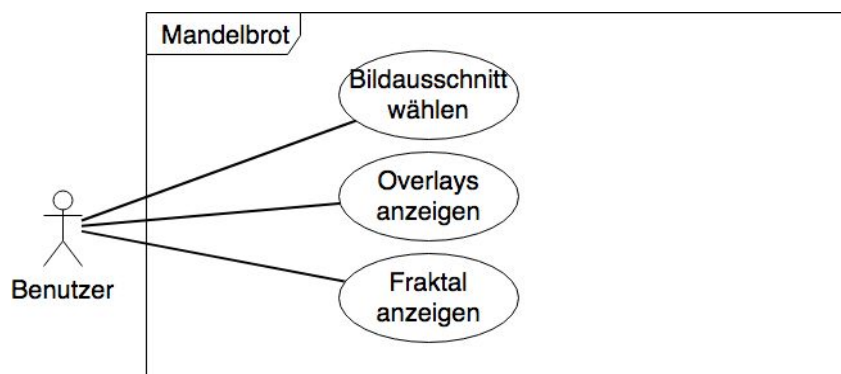 Mandelbrot
Bildausschnitt
wählen
Overlays
anzeigen
Benutzer
Fraktal
anzeigen